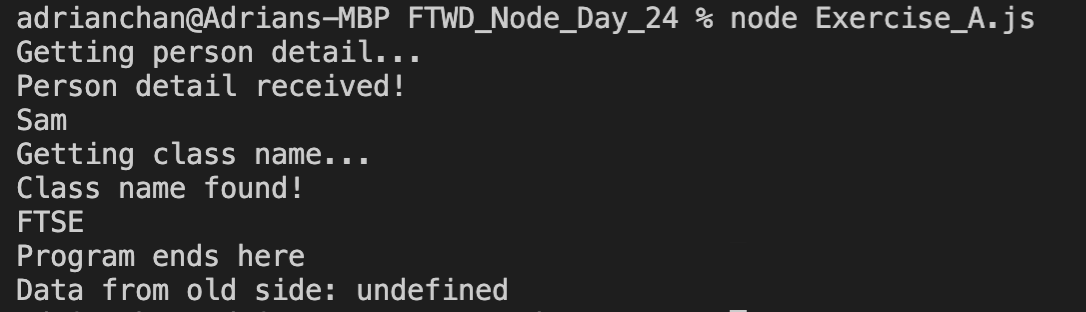 adrianchan@Adrians-MBP FTWD_Node_Day_24 % node Exercise_A.js
Getting person detail...
Person detail received!
Sam
Getting class name...
Class name found!
FTSE
Program ends here
Data from old side: undefined